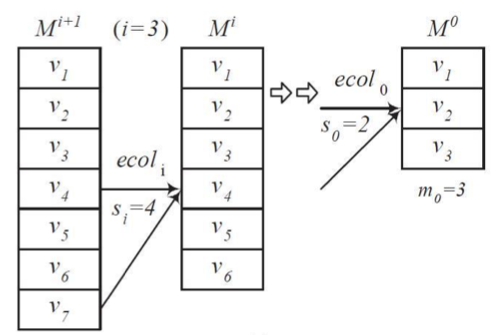 M^{i+1} (i=3) M^i M^0
v_1 v_1 ecol_0 v_1
v_2 v_2 s_0=2 v_2
v_3 ecol_i v_3 v_3
v_4 s_i=4 v_4 m_0=3
v_5 v_5
v_6 v_6
v_7